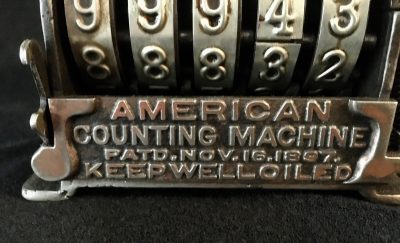 9 9 9 4 3
8 8 8 3 2
AMERICAN
COUNTING MACHINE
PATD. NOV. 16. 1897.
KEEP WELL OILED